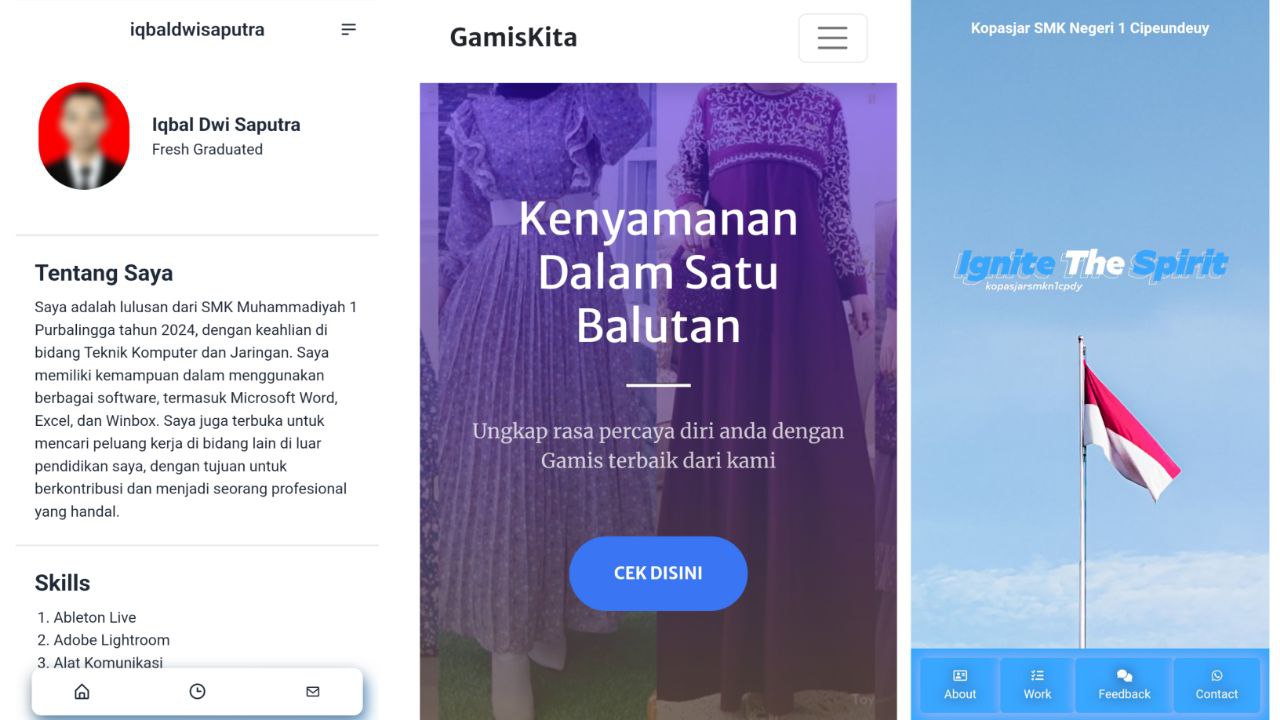 iqbaldwisaputra
Iqbal Dwi Saputra
Fresh Graduated
Tentang Saya
Saya adalah lulusan dari SMK Muhammadiyah 1
Purbalingga tahun 2024, dengan keahlian di
bidang Teknik Komputer dan Jaringan. Saya
memiliki kemampuan dalam menggunakan
berbagai software, termasuk Microsoft Word,
Excel, dan Winbox. Saya juga terbuka untuk
mencari peluang kerja di bidang lain di luar
pendidikan saya, dengan tujuan untuk
berkontribusi dan menjadi seorang profesional
yang handal.
Skills
1. Ableton Live
2. Adobe Lightroom
3. Alat Komunikasi
GamisKita
Kenyamanan
Dalam Satu
Balutan
Ungkap rasa percaya diri anda dengan
Gamis terbaik dari kami
CEK DISINI
Kopasjar SMK Negeri 1 Cipeundeuy
Ignite The Spirit
kopasjarsmkn1cpdy
About
Work
Feedback
Contact